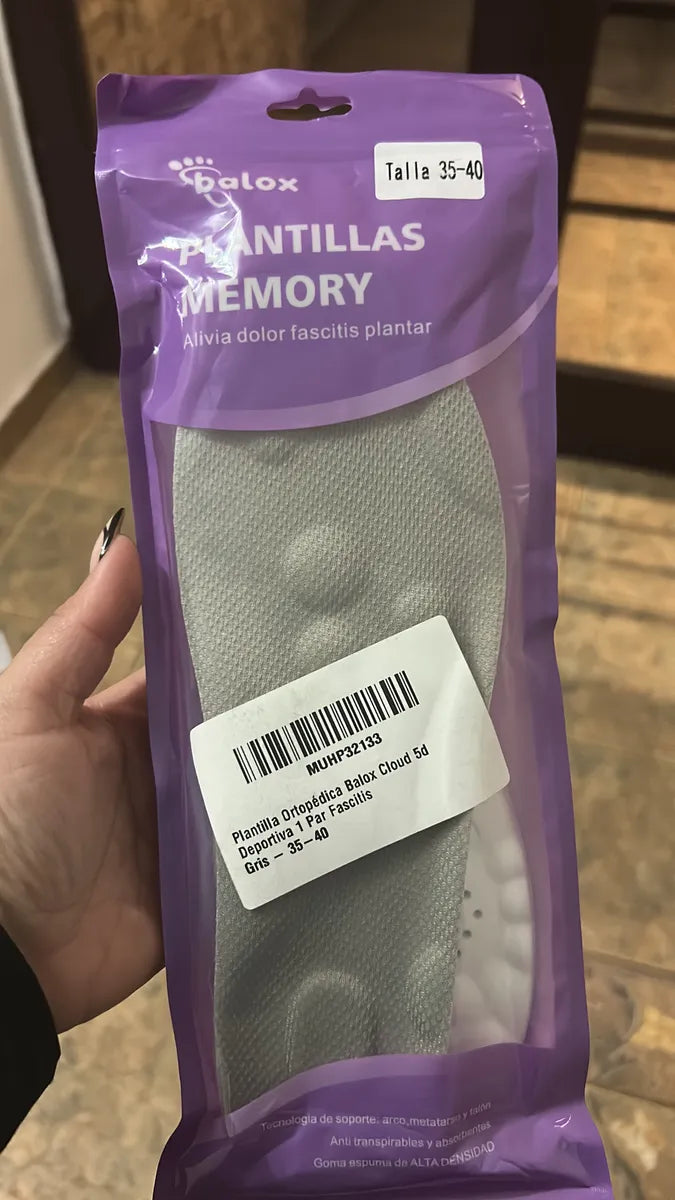 balox
Talla 35-40
PLANTILLAS
MEMORY
Alivia dolor fascitis plantar
MUHP32133
Plantilla Ortopédica Balox Cloud 5d
Deportiva 1 Par Fascitis
Gris – 35–40
Tecnología de soporte: arco,metatarso y talón
Anti transpirables y absorbentes
Goma espuma de ALTA DENSIDAD